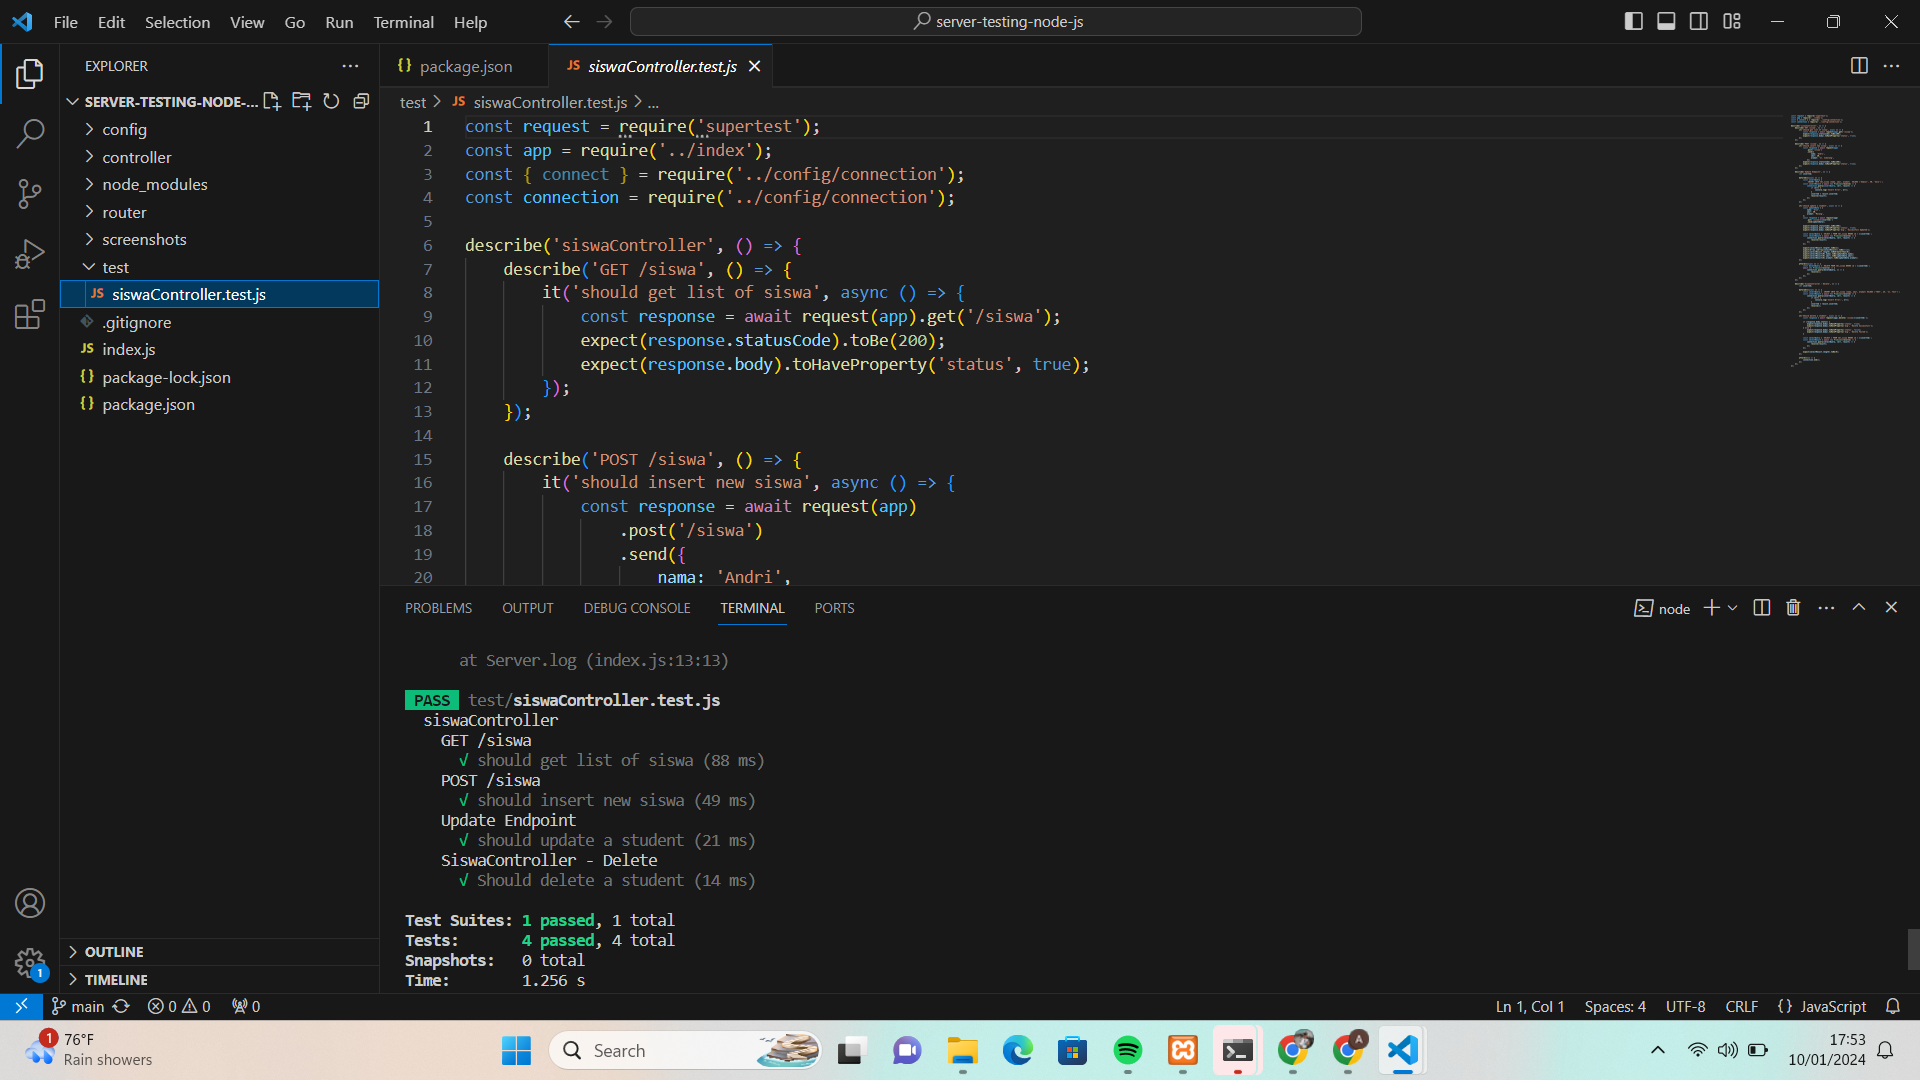 File Edit Selection View Go Run Terminal Help
server-testing-node-js
EXPLORER
SERVER-TESTING-NODE-...
config
controller
node_modules
router
screenshots
test
JS siswaController.test.js
.gitignore
JS index.js
{} package-lock.json
{} package.json
OUTLINE
TIMELINE
{} package.json
JS siswaController.test.js
test > JS siswaController.test.js > ...
1 const request = require('supertest');
2 const app = require('../index');
3 const { connect } = require('../config/connection');
4 const connection = require('../config/connection');
5
6 describe('siswaController', () => {
7 describe('GET /siswa', () => {
8 it('should get list of siswa', async () => {
9 const response = await request(app).get('/siswa');
10 expect(response.statusCode).toBe(200);
11 expect(response.body).toHaveProperty('status', true);
12 });
13 });
14
15 describe('POST /siswa', () => {
16 it('should insert new siswa', async () => {
17 const response = await request(app)
18 .post('/siswa')
19 .send({
20 nama: 'Andri',
PROBLEMS OUTPUT DEBUG CONSOLE TERMINAL PORTS
node
at Server.log (index.js:13:13)
PASS test/siswaController.test.js
siswaController
GET /siswa
√ should get list of siswa (88 ms)
POST /siswa
√ should insert new siswa (49 ms)
Update Endpoint
√ should update a student (21 ms)
SiswaController - Delete
√ Should delete a student (14 ms)
Test Suites: 1 passed, 1 total
Tests: 4 passed, 4 total
Snapshots: 0 total
Time: 1.256 s
1
main 0 0 0
Ln 1, Col 1 Spaces: 4 UTF-8 CRLF {} JavaScript
1
76°F
Rain showers
Search
A
17:53
10/01/2024